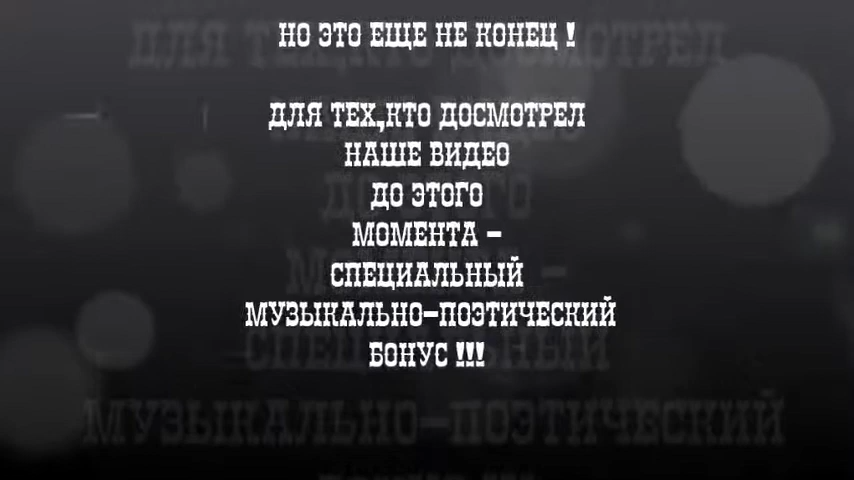 НО ЭТО ЕЩЕ НЕ КОНЕЦ !
ДЛЯ ТЕХ,КТО ДОСМОТРЕЛ
НАШЕ ВИДЕО
ДО ЭТОГО
МОМЕНТА -
СПЕЦИАЛЬНЫЙ
МУЗЫКАЛЬНО-ПОЭТИЧЕСКИЙ
БОНУС !!!